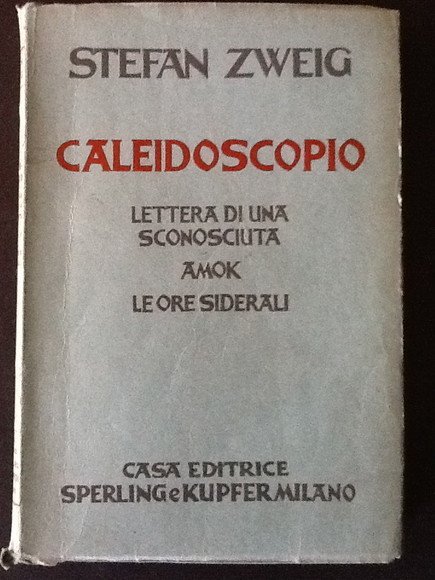 STEFAN ZWEIG
CALEIDOSCOPIO
LETTERA DI UNA
SCONOSCIUTA
AMOK
LE ORE SIDERALI
CASA EDITRICE
SPERLING e KUPFER MILANO